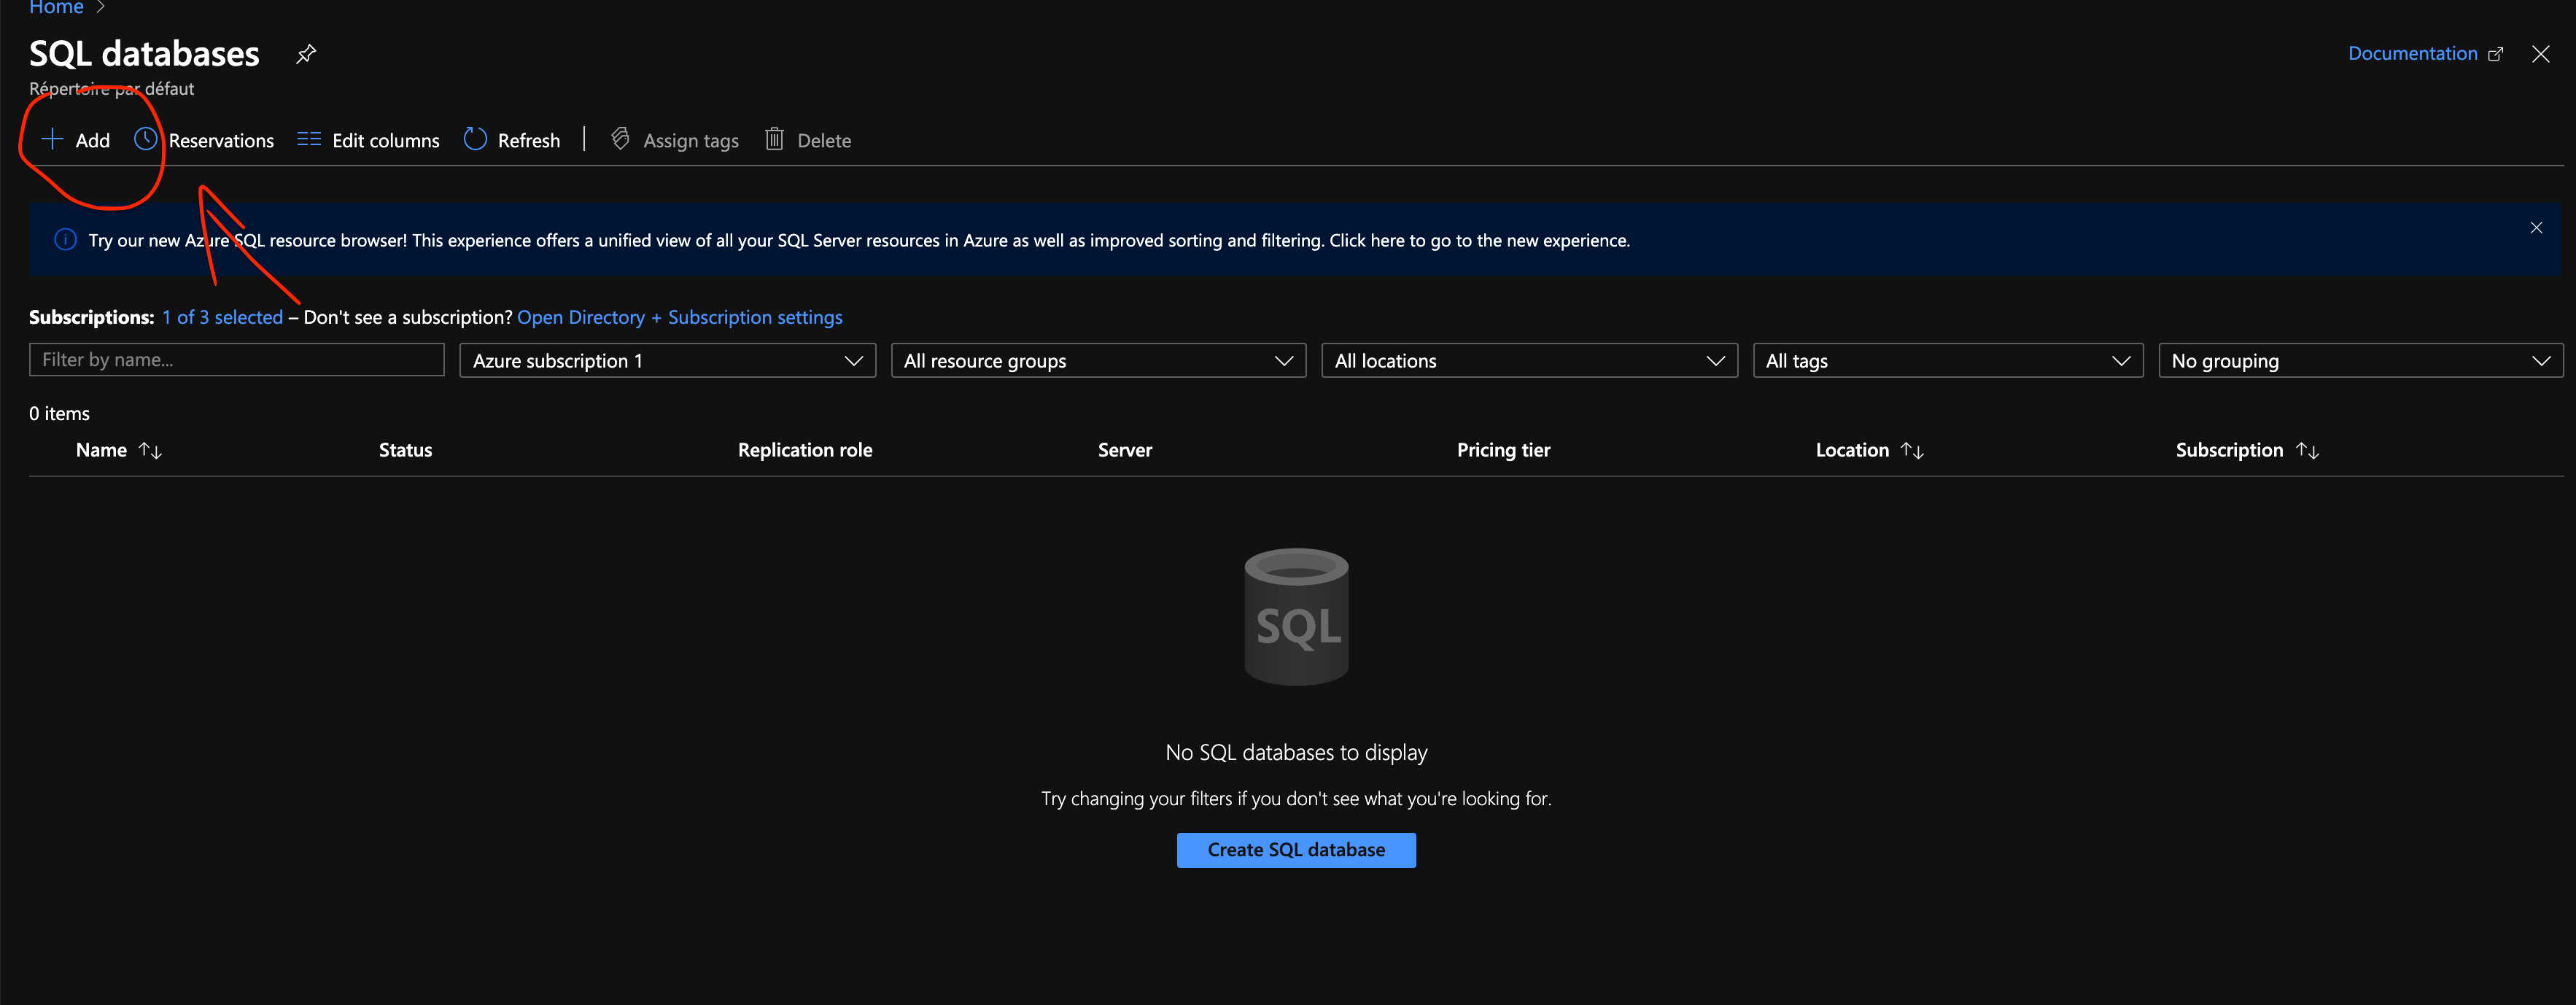 Home
SQL databases
Répertoire par défaut
Documentation
Add Reservations Edit columns Refresh Assign tags Delete
Try our new Azure SQL resource browser! This experience offers a unified view of all your SQL Server resources in Azure as well as improved sorting and filtering. Click here to go to the new experience.
Subscriptions: 1 of 3 selected – Don't see a subscription? Open Directory + Subscription settings
Filter by name... Azure subscription 1 All resource groups All locations All tags No grouping
0 items
Name Status Replication role Server Pricing tier Location Subscription
SQL
No SQL databases to display
Try changing your filters if you don't see what you're looking for.
Create SQL database